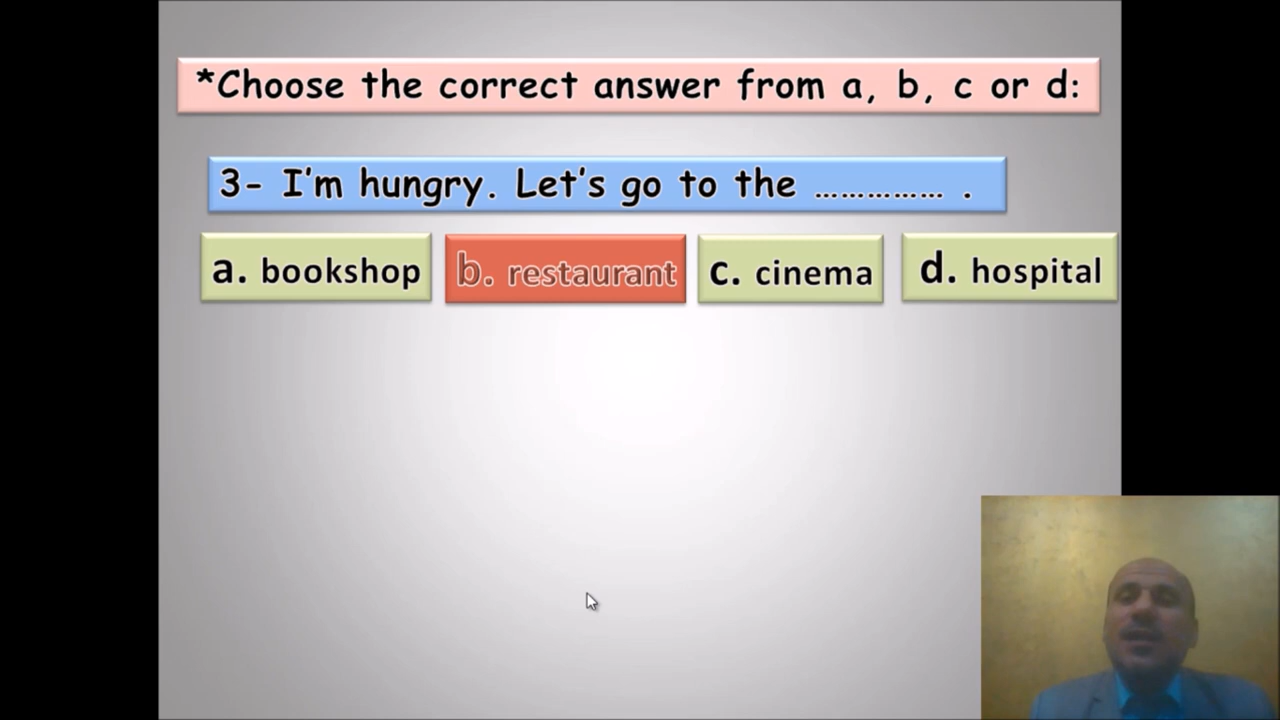 *Choose the correct answer from a, b, c or d:
3- I'm hungry. Let's go to the …………… .
a. bookshop b. restaurant c. cinema d. hospital